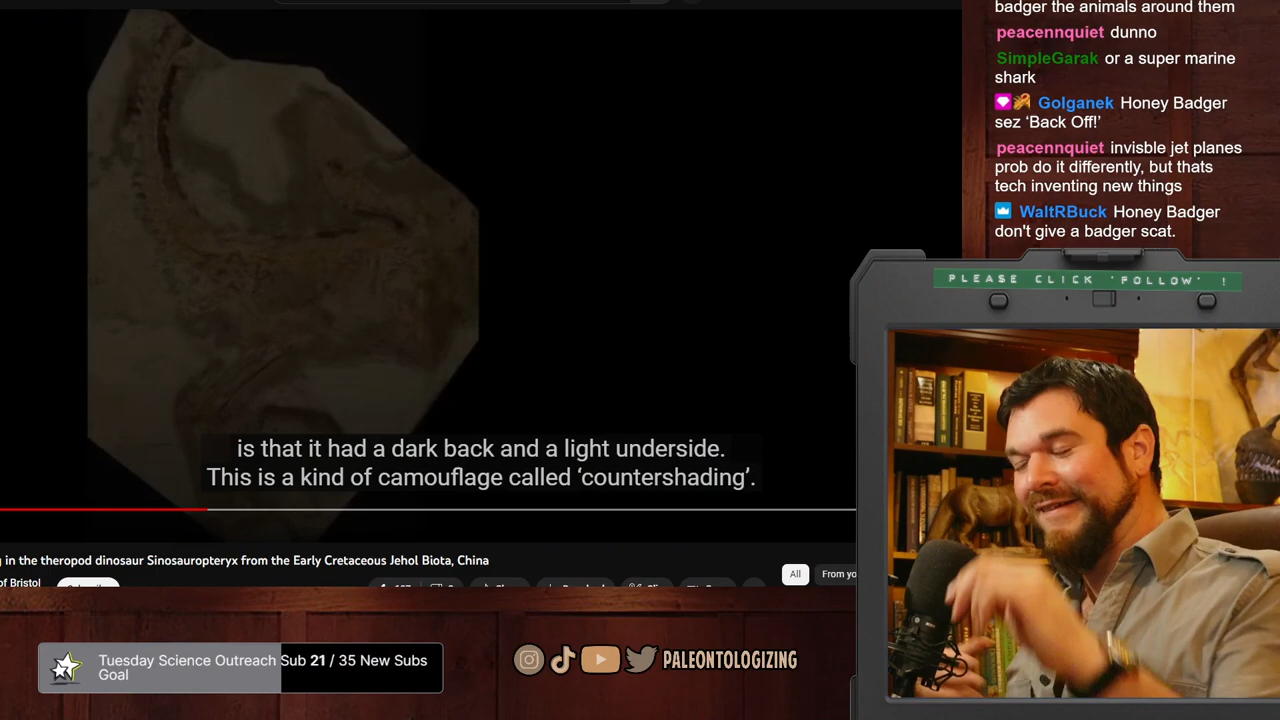 badger the animals around them
peacennquiet dunno
SimpleGarak or a super marine
shark
Golganek Honey Badger
sez ‘Back Off!’
peacennquiet invisble jet planes
prob do it differently, but thats
tech inventing new things
WaltRBuck Honey Badger
don't give a badger scat.
PLEASE CLICK 'FOLLOW' !
is that it had a dark back and a light underside.
This is a kind of camouflage called ‘countershading’.
in the theropod dinosaur Sinosauropteryx from the Early Cretaceous Jehol Biota, China
of Bristol
All
From yo
Tuesday Science Outreach Sub 21 / 35 New Subs
Goal
PALEONTOLOGIZING